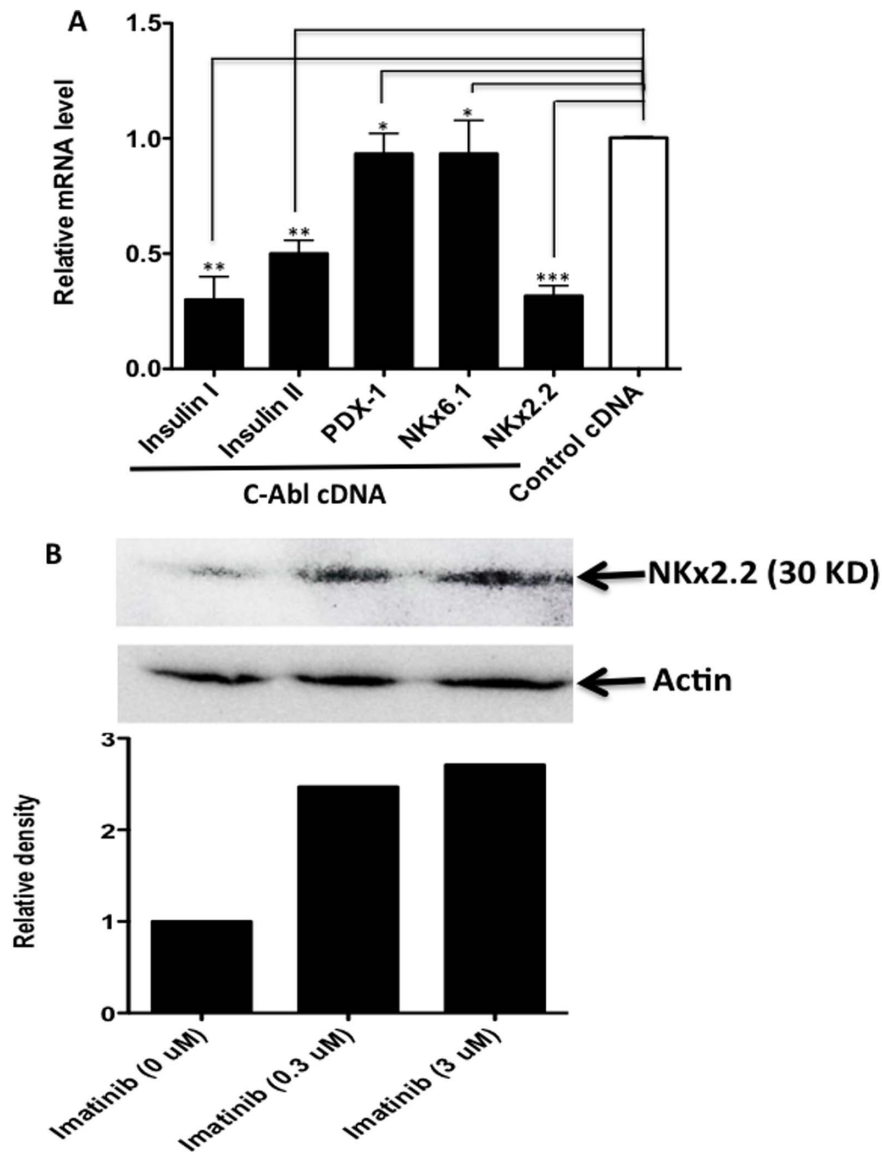 A
1.5
1.0
0.5
0.0
Relative mRNA level
**
**
*
*
***
Insulin I
Insulin II
PDX-1
NKx6.1
NKx2.2
Control cDNA
C-Abl cDNA
B
NKx2.2 (30 KD)
Actin
3
2
1
0
Relative density
Imatinib (0 uM)
Imatinib (0.3 uM)
Imatinib (3 uM)